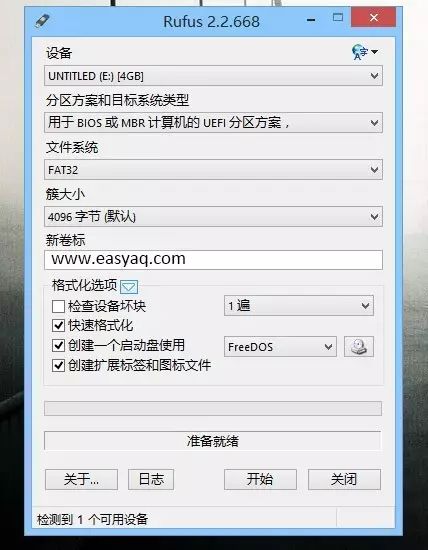 Rufus 2.2.668
设备
UNTITLED (E:) [4GB]
分区方案和目标系统类型
用于 BIOS 或 MBR 计算机的 UEFI 分区方案，
文件系统
FAT32
簇大小
4096 字节 (默认)
新卷标
www.easyaq.com
格式化选项
检查设备坏块 1 遍
快速格式化
创建一个启动盘使用 FreeDOS
创建扩展标签和图标文件
准备就绪
关于... 日志 开始 关闭
检测到 1 个可用设备